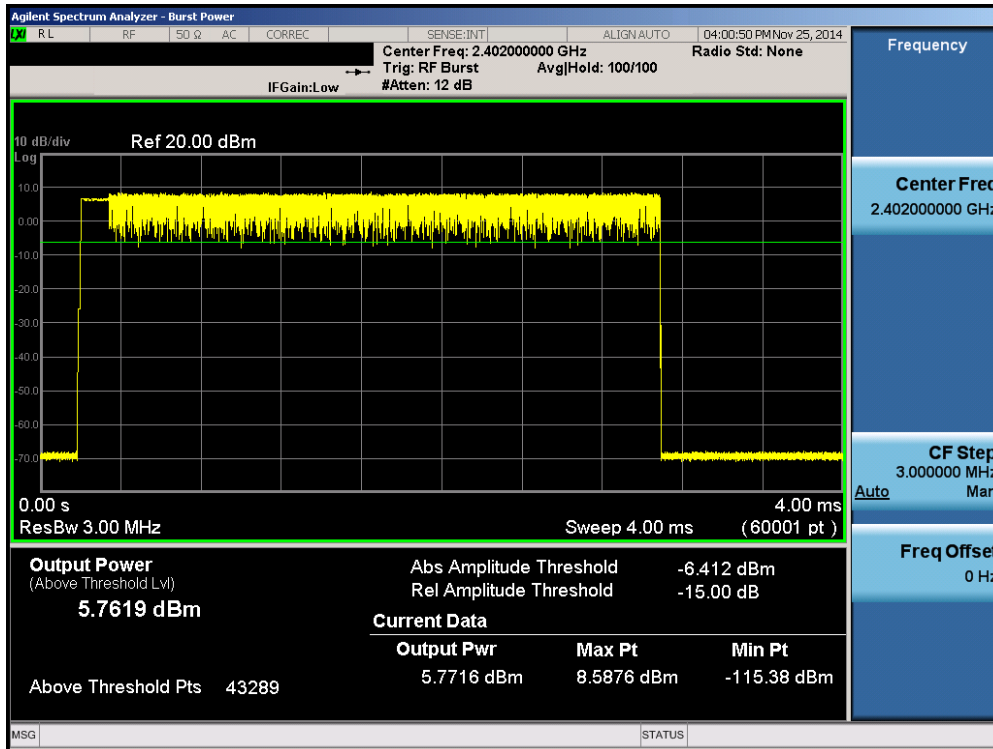 Agilent Spectrum Analyzer - Burst Power
LXI RL RF 50 Ω AC CORREC SENSE:INT ALIGN AUTO 04:00:50 PM Nov 25, 2014
Center Freq: 2.402000000 GHz Radio Std: None
Trig: RF Burst Avg|Hold: 100/100
IFGain:Low #Atten: 12 dB
10 dB/div Ref 20.00 dBm
Log
10.0
0.00
-10.0
-20.0
-30.0
-40.0
-50.0
-60.0
-70.0
0.00 s 4.00 ms
ResBw 3.00 MHz Sweep 4.00 ms (60001 pt)
Output Power
(Above Threshold Lvl)
5.7619 dBm
Above Threshold Pts 43289
Abs Amplitude Threshold -6.412 dBm
Rel Amplitude Threshold -15.00 dB
Current Data
Output Pwr Max Pt Min Pt
5.7716 dBm 8.5876 dBm -115.38 dBm
Frequency
Center Freq
2.402000000 GHz
CF Step
3.000000 MHz
Auto Man
Freq Offset
0 Hz
MSG STATUS